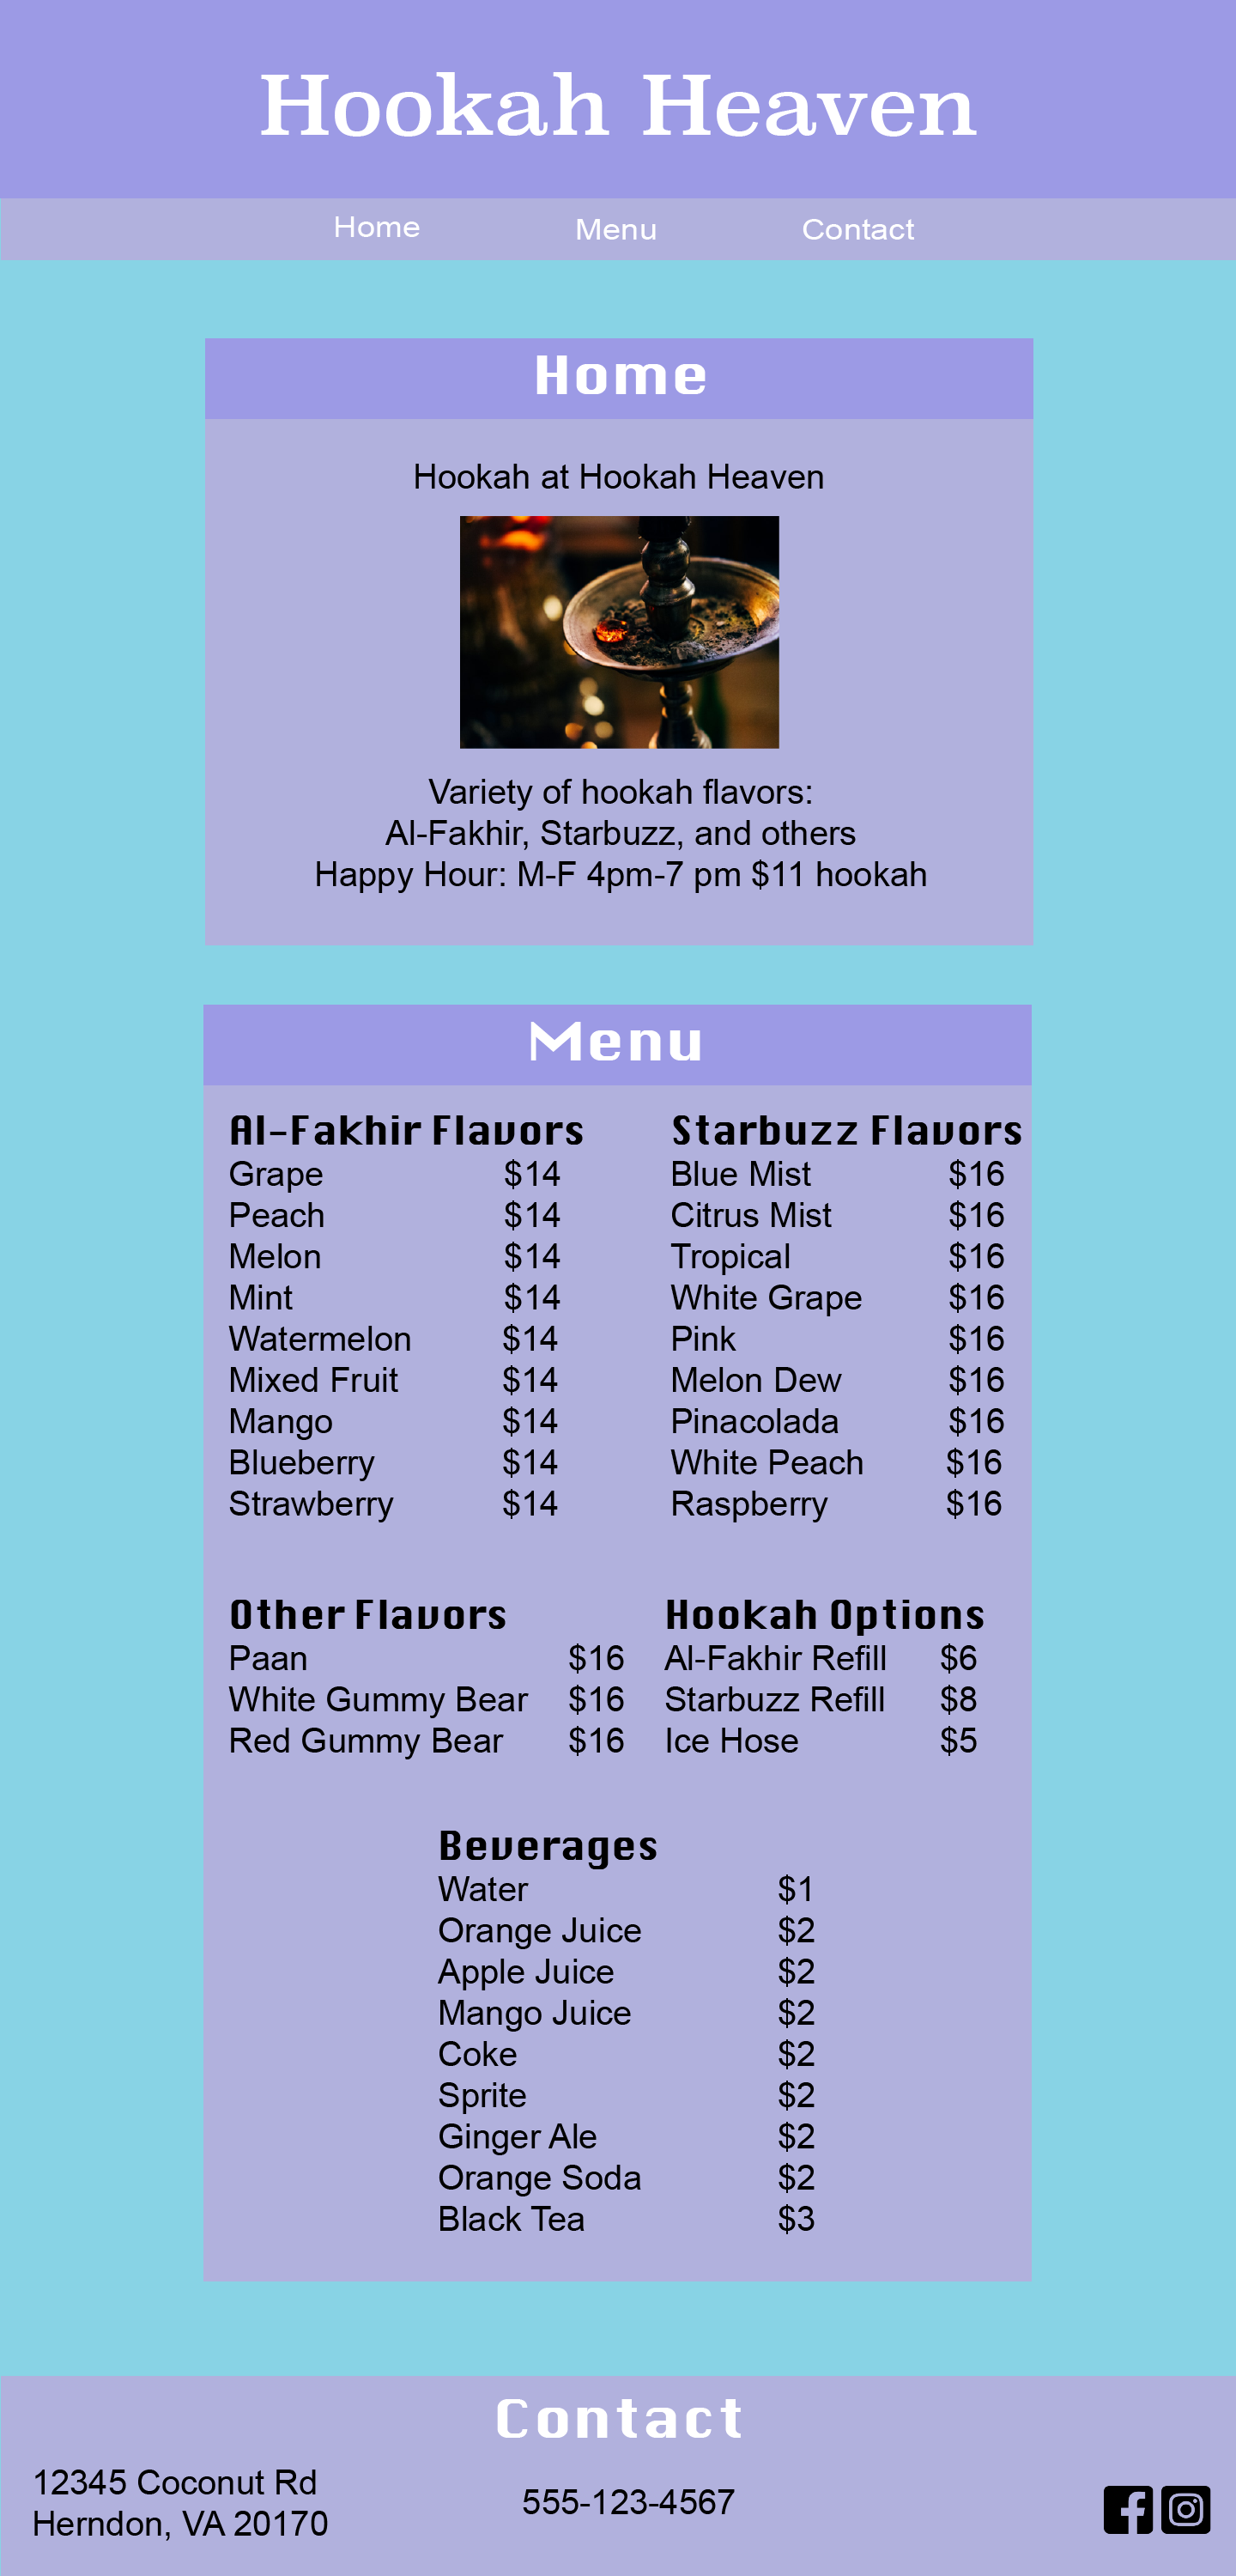 Hookah Heaven
Home Menu Contact
Home
Hookah at Hookah Heaven
Variety of hookah flavors:
Al-Fakhir, Starbuzz, and others
Happy Hour: M-F 4pm-7 pm $11 hookah
Menu
Al-Fakhir Flavors
Grape $14
Peach $14
Melon $14
Mint $14
Watermelon $14
Mixed Fruit $14
Mango $14
Blueberry $14
Strawberry $14
Starbuzz Flavors
Blue Mist $16
Citrus Mist $16
Tropical $16
White Grape $16
Pink $16
Melon Dew $16
Pinacolada $16
White Peach $16
Raspberry $16
Other Flavors
Paan $16
White Gummy Bear $16
Red Gummy Bear $16
Hookah Options
Al-Fakhir Refill $6
Starbuzz Refill $8
Ice Hose $5
Beverages
Water $1
Orange Juice $2
Apple Juice $2
Mango Juice $2
Coke $2
Sprite $2
Ginger Ale $2
Orange Soda $2
Black Tea $3
Contact
12345 Coconut Rd
Herndon, VA 20170
555-123-4567